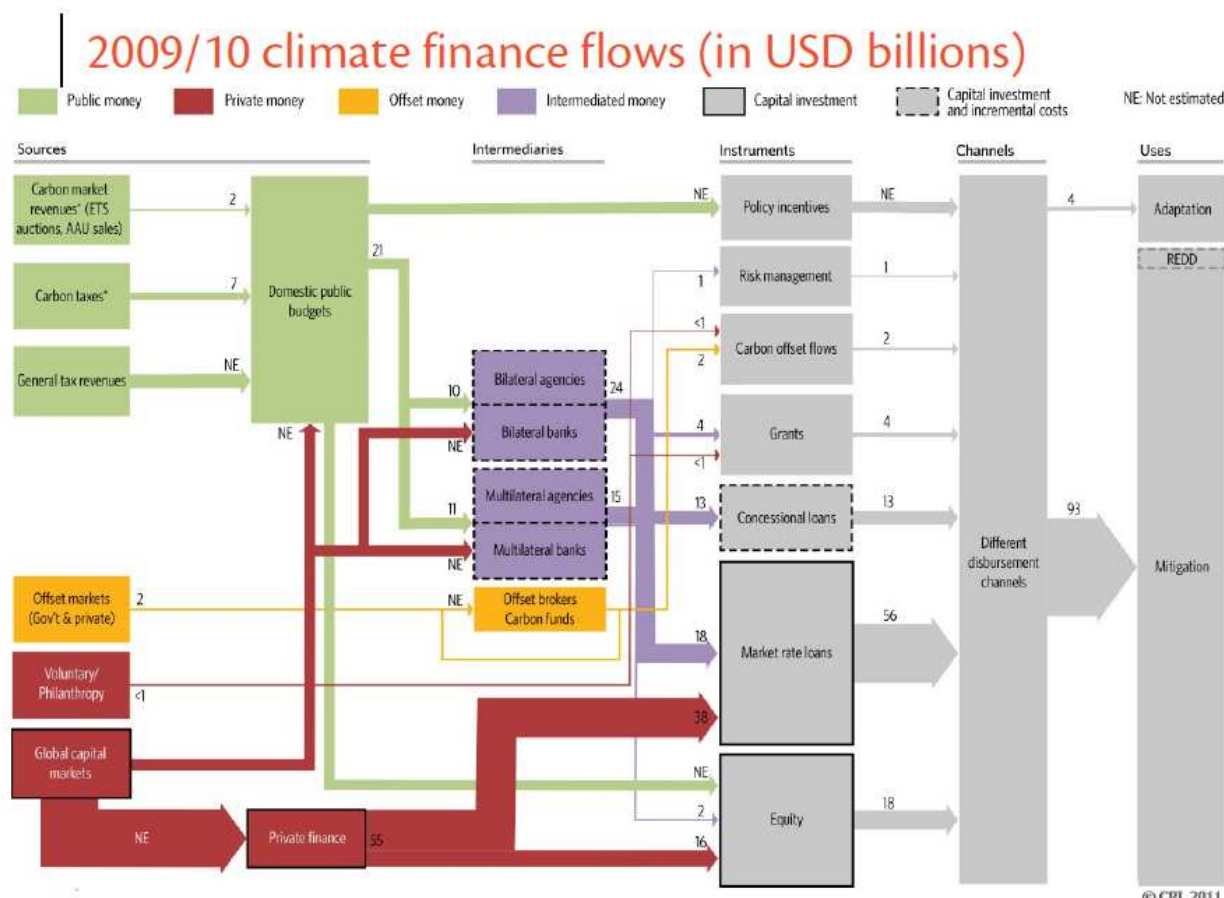 2009/10 climate finance flows (in USD billions)
Public money
Private money
Offset money
Intermediated money
Capital investment
Capital investment
and incremental costs
NE: Not estimated
Sources
Intermediaries
Instruments
Channels
Uses
Carbon market
revenues* (ETS
auctions, AAU sales)
2
Carbon taxes*
7
General tax revenues
NE
Domestic public
budgets
21
NE
10
11
NE
NE
Bilateral agencies
24
Bilateral banks
Multilateral agencies
15
Multilateral banks
Offset markets
(Gov't & private)
2
NE
Offset brokers
Carbon funds
Voluntary/
Philanthropy
<1
Global capital
markets
NE
Private finance
55
NE
Policy incentives
NE
1
Risk management
1
<1
2
Carbon offset flows
2
4
<1
Grants
4
13
Concessional loans
13
18
38
Market rate loans
56
NE
2
16
Equity
18
Different
disbursement
channels
4
Adaptation
REDD
93
Mitigation
© CPI 2011